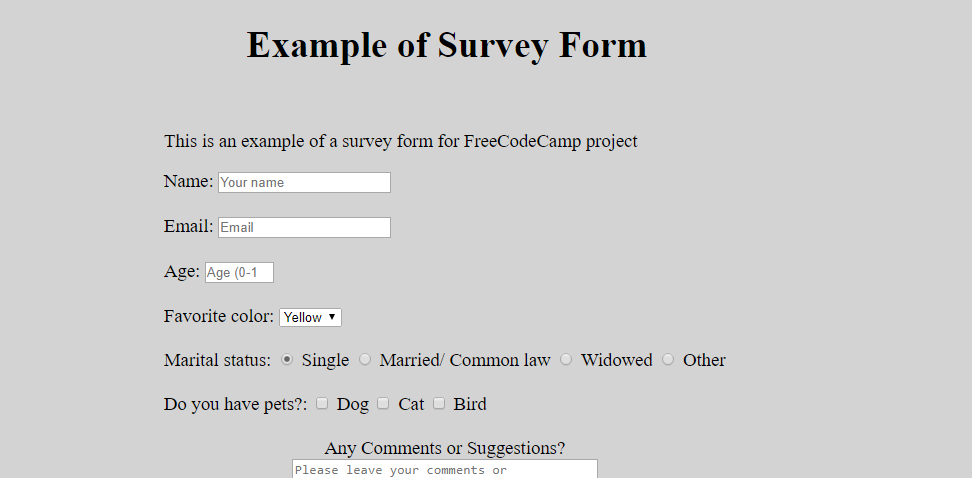 Example of Survey Form
This is an example of a survey form for FreeCodeCamp project
Name: Your name
Email: Email
Age: Age (0-1
Favorite color: Yellow
Marital status: Single Married/ Common law Widowed Other
Do you have pets?: Dog Cat Bird
Any Comments or Suggestions?
Please leave your comments or